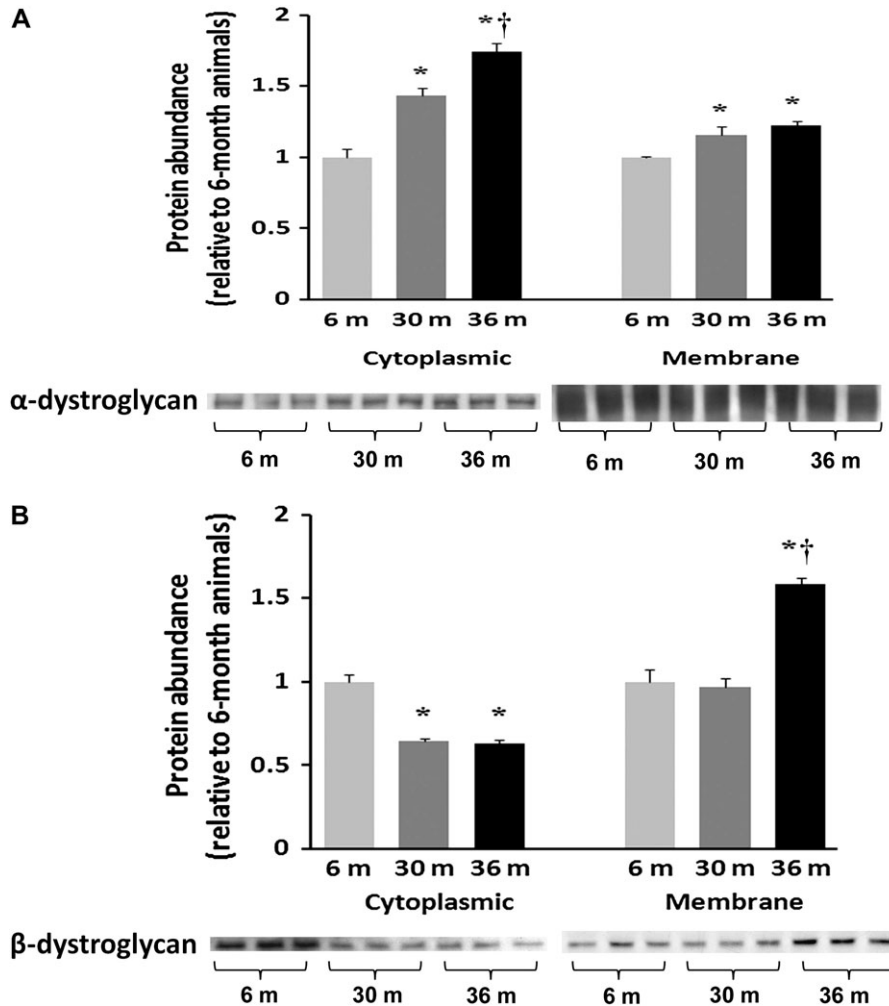 A
Protein abundance
(relative to 6-month animals)
2
1.5
1
0.5
0
*
*†
*
*
6 m 30 m 36 m 6 m 30 m 36 m
Cytoplasmic Membrane
α-dystroglycan
6 m 30 m 36 m 6 m 30 m 36 m
B
Protein abundance
(relative to 6-month animals)
2
1.5
1
0.5
0
*
*
*†
6 m 30 m 36 m 6 m 30 m 36 m
Cytoplasmic Membrane
β-dystroglycan
6 m 30 m 36 m 6 m 30 m 36 m